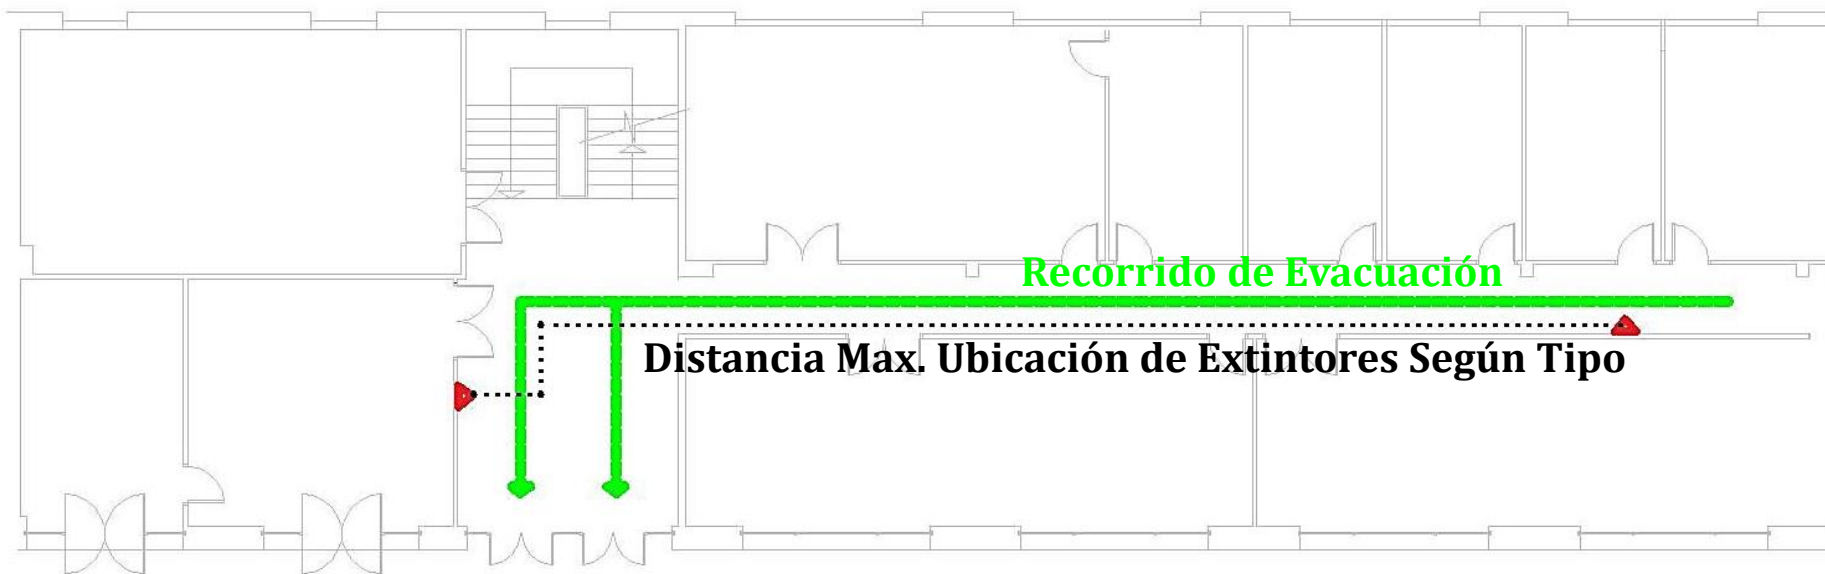 Recorrido de Evacuación
Distancia Max. Ubicación de Extintores Según Tipo